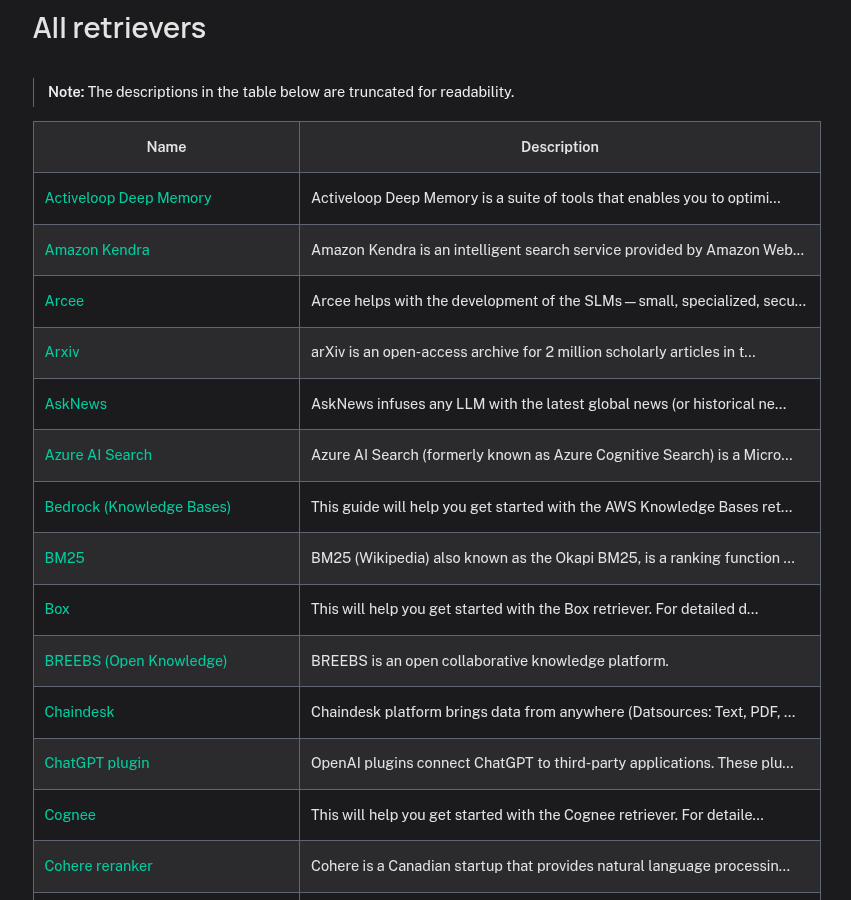 All retrievers
Note: The descriptions in the table below are truncated for readability.
Name Description
Activeloop Deep Memory Activeloop Deep Memory is a suite of tools that enables you to optimi...
Amazon Kendra Amazon Kendra is an intelligent search service provided by Amazon Web...
Arcee Arcee helps with the development of the SLMs—small, specialized, secu...
Arxiv arXiv is an open-access archive for 2 million scholarly articles in t...
AskNews AskNews infuses any LLM with the latest global news (or historical ne...
Azure AI Search Azure AI Search (formerly known as Azure Cognitive Search) is a Micro...
Bedrock (Knowledge Bases) This guide will help you get started with the AWS Knowledge Bases ret...
BM25 BM25 (Wikipedia) also known as the Okapi BM25, is a ranking function ...
Box This will help you get started with the Box retriever. For detailed d...
BREEBS (Open Knowledge) BREEBS is an open collaborative knowledge platform.
Chaindesk Chaindesk platform brings data from anywhere (Datsources: Text, PDF, ...
ChatGPT plugin OpenAI plugins connect ChatGPT to third-party applications. These plu...
Cognee This will help you get started with the Cognee retriever. For detaile...
Cohere reranker Cohere is a Canadian startup that provides natural language processin...